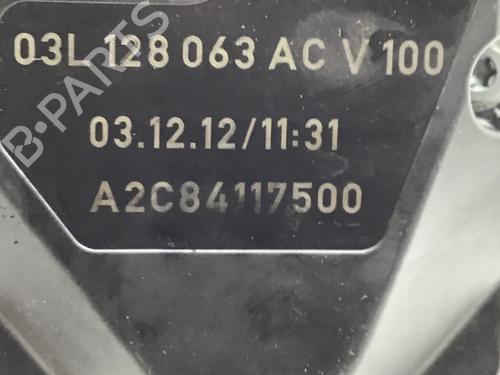 03L 128 063 AC V 100
03.12.12/11:31
A2C84117500
B-PARTS